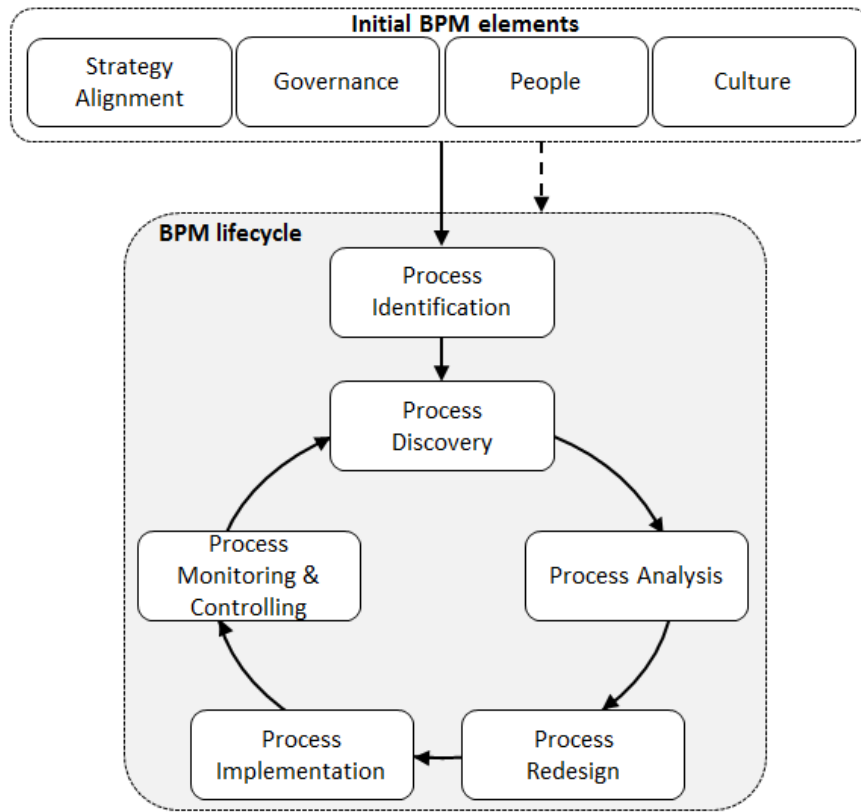 Initial BPM elements
Strategy
Alignment
Governance
People
Culture
BPM lifecycle
Process
Identification
Process
Discovery
Process
Monitoring &
Controlling
Process Analysis
Process
Implementation
Process
Redesign